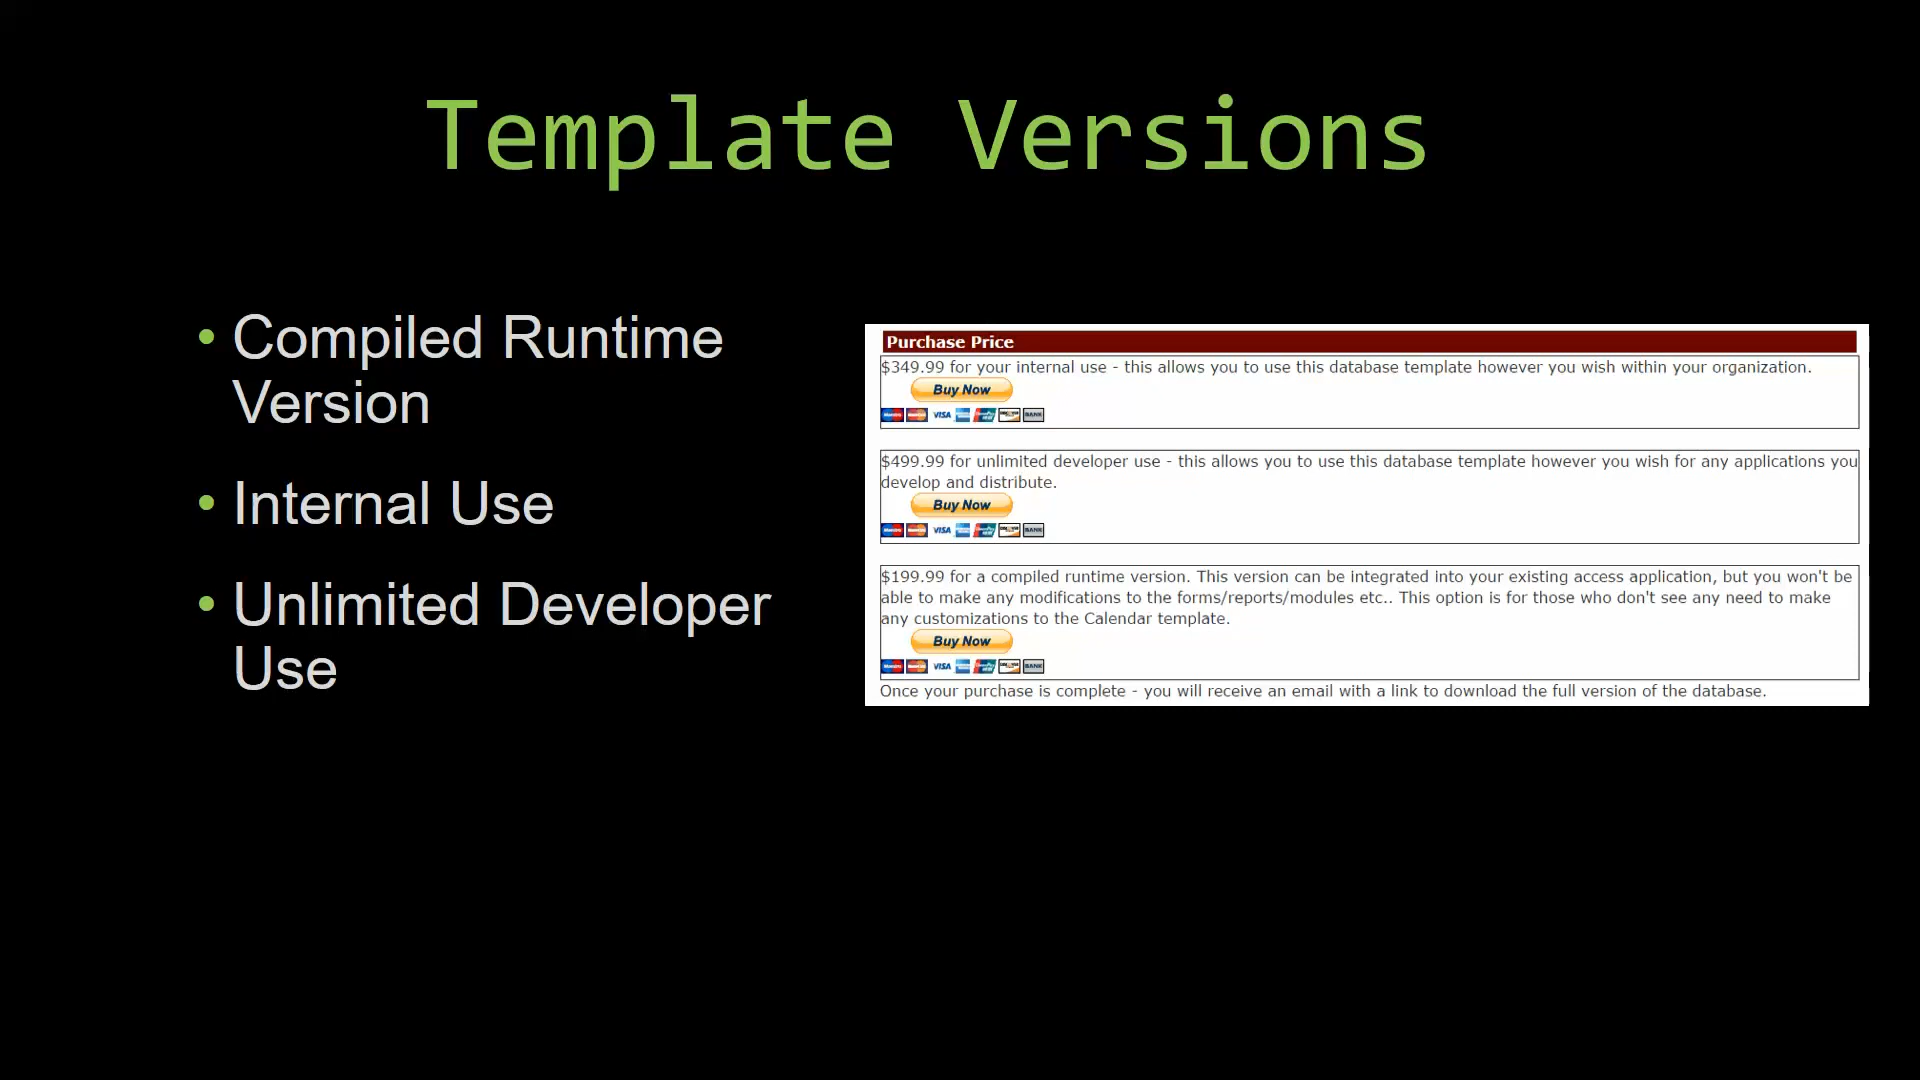 Template Versions
• Compiled Runtime
Version
• Internal Use
• Unlimited Developer
Use
Purchase Price
$349.99 for your internal use - this allows you to use this database template however you wish within your organization.
Buy Now
VISA
BANK
$499.99 for unlimited developer use - this allows you to use this database template however you wish for any applications you
develop and distribute.
Buy Now
VISA
BANK
$199.99 for a compiled runtime version. This version can be integrated into your existing access application, but you won't be
able to make any modifications to the forms/reports/modules etc.. This option is for those who don't see any need to make
any customizations to the Calendar template.
Buy Now
VISA
BANK
Once your purchase is complete - you will receive an email with a link to download the full version of the database.